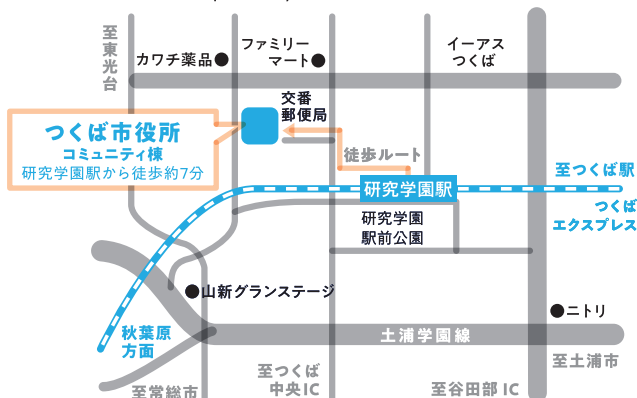 至東光台
カワチ薬品
ファミリー
マート
イーアス
つくば
交番
郵便局
つくば市役所
コミュニティ棟
研究学園駅から徒歩約7分
徒歩ルート
至つくば駅
研究学園駅
つくば
エクスプレス
研究学園
駅前公園
山新グランステージ
ニトリ
秋葉原
方面
土浦学園線
至土浦市
至つくば
中央IC
至常総市
至谷田部IC